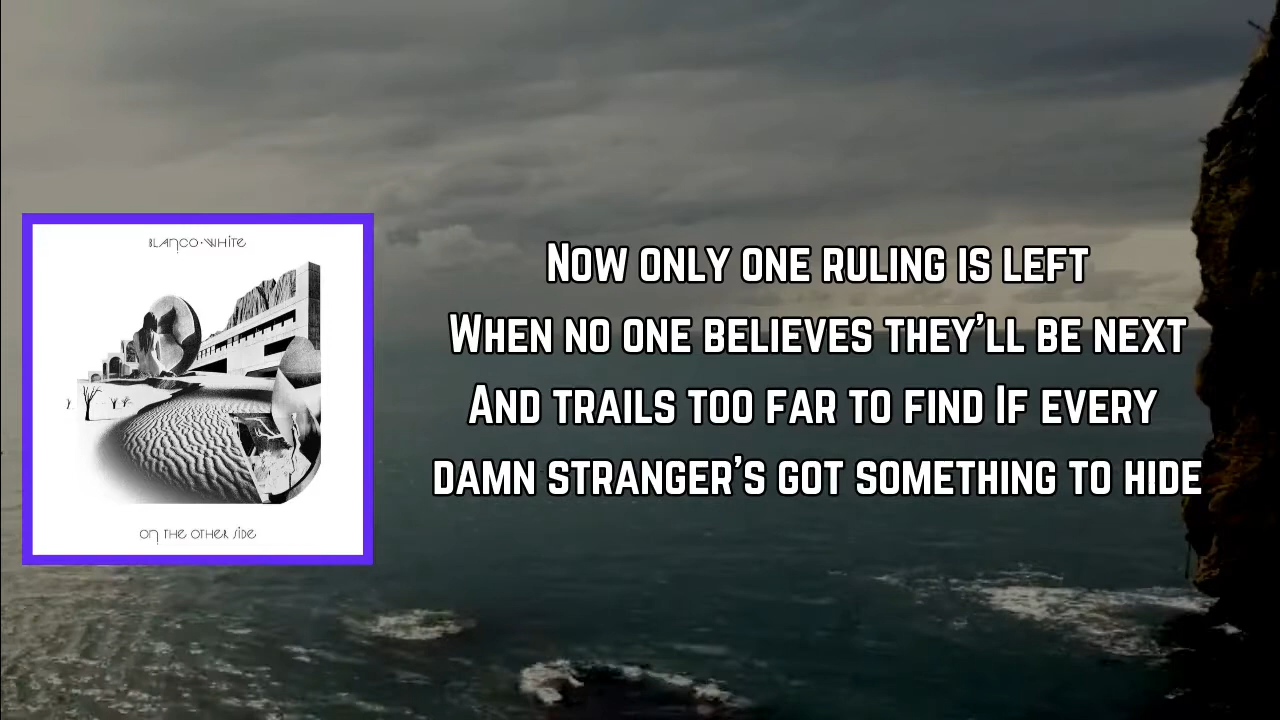 BLANCO·WHITE
ON THE OTHER SIDE
NOW ONLY ONE RULING IS LEFT
WHEN NO ONE BELIEVES THEY'LL BE NEXT
AND TRAILS TOO FAR TO FIND IF EVERY
DAMN STRANGER'S GOT SOMETHING TO HIDE